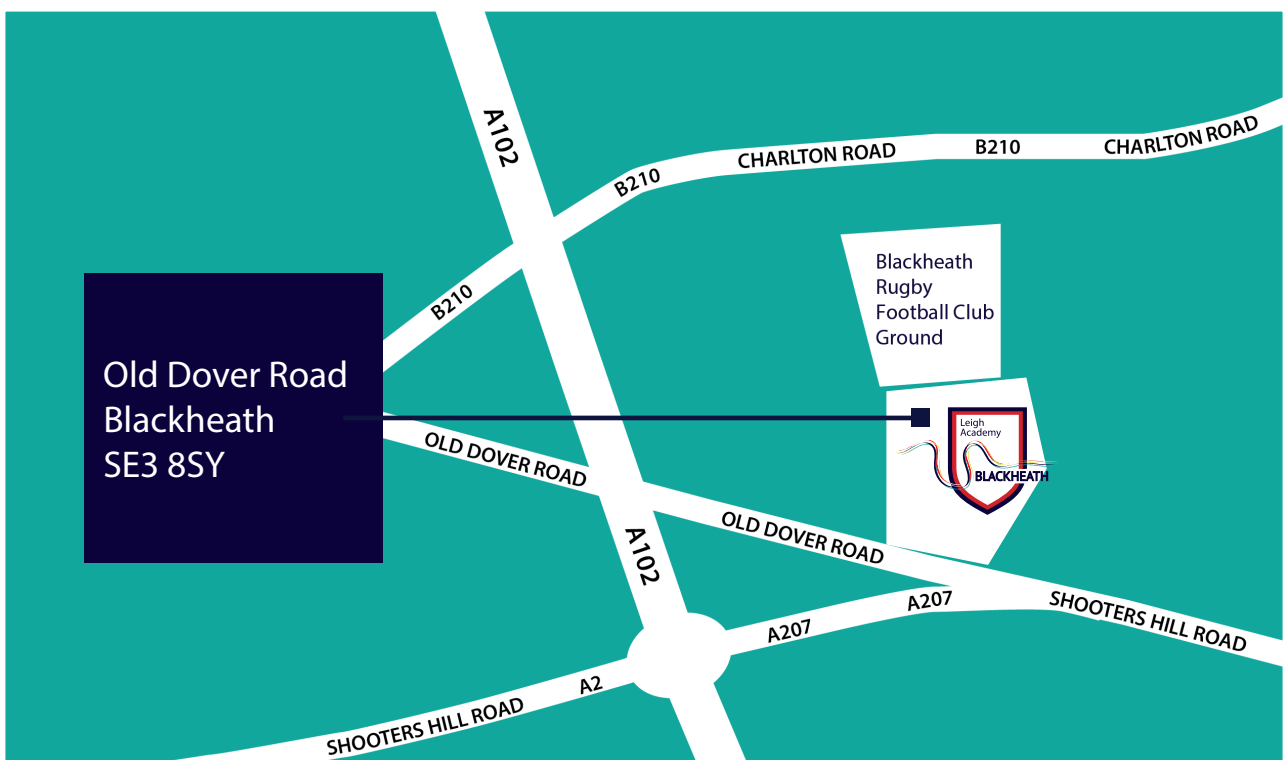 A102
CHARLTON ROAD
B210
CHARLTON ROAD
B210
B210
Blackheath
Rugby
Football Club
Ground
Old Dover Road
Blackheath
SE3 8SY
Leigh
Academy
BLACKHEATH
OLD DOVER ROAD
OLD DOVER ROAD
A102
A207
A207
SHOOTERS HILL ROAD
A2
SHOOTERS HILL ROAD